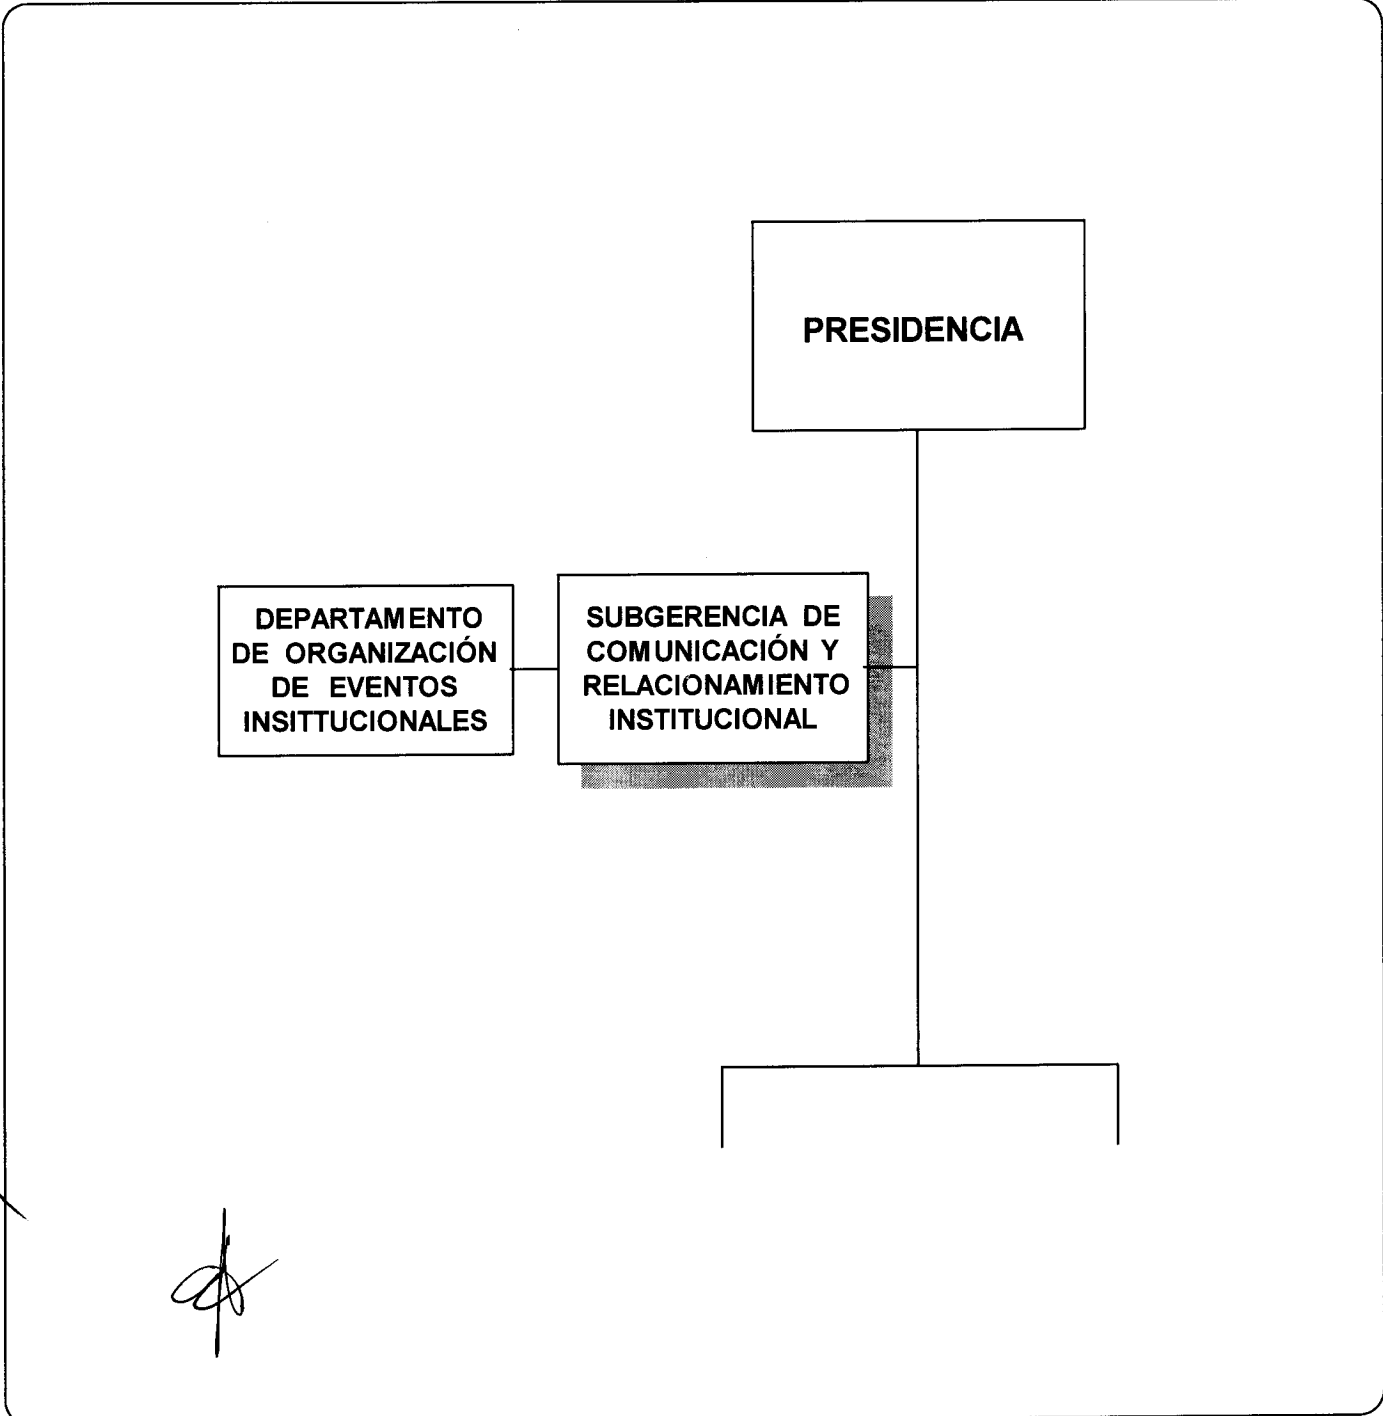 PRESIDENCIA
DEPARTAMENTO
DE ORGANIZACIÓN
DE EVENTOS
INSITTUCIONALES
SUBGERENCIA DE
COMUNICACIÓN Y
RELACIONAMIENTO
INSTITUCIONAL